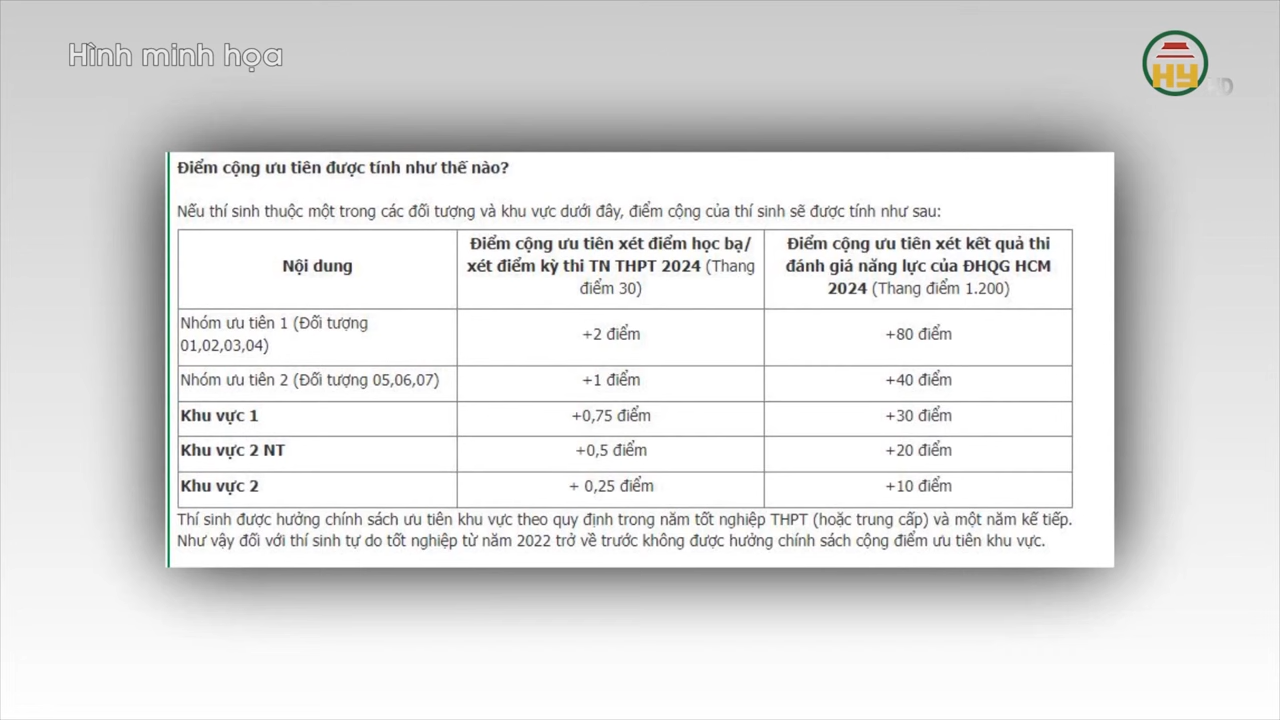 Hình minh họa
HY
HD
Điểm cộng ưu tiên được tính như thế nào?
Nếu thí sinh thuộc một trong các đối tượng và khu vực dưới đây, điểm cộng của thí sinh sẽ được tính như sau:
Nội dung
Điểm cộng ưu tiên xét điểm học bạ/
xét điểm kỳ thi TN THPT 2024 (Thang
điểm 30)
Điểm cộng ưu tiên xét kết quả thi
đánh giá năng lực của ĐHQG HCM
2024 (Thang điểm 1.200)
Nhóm ưu tiên 1 (Đối tượng
01,02,03,04)
+2 điểm
+80 điểm
Nhóm ưu tiên 2 (Đối tượng 05,06,07)
+1 điểm
+40 điểm
Khu vực 1
+0,75 điểm
+30 điểm
Khu vực 2 NT
+0,5 điểm
+20 điểm
Khu vực 2
+ 0,25 điểm
+10 điểm
Thí sinh được hưởng chính sách ưu tiên khu vực theo quy định trong năm tốt nghiệp THPT (hoặc trung cấp) và một năm kế tiếp.
Như vậy đối với thí sinh tự do tốt nghiệp từ năm 2022 trở về trước không được hưởng chính sách cộng điểm ưu tiên khu vực.